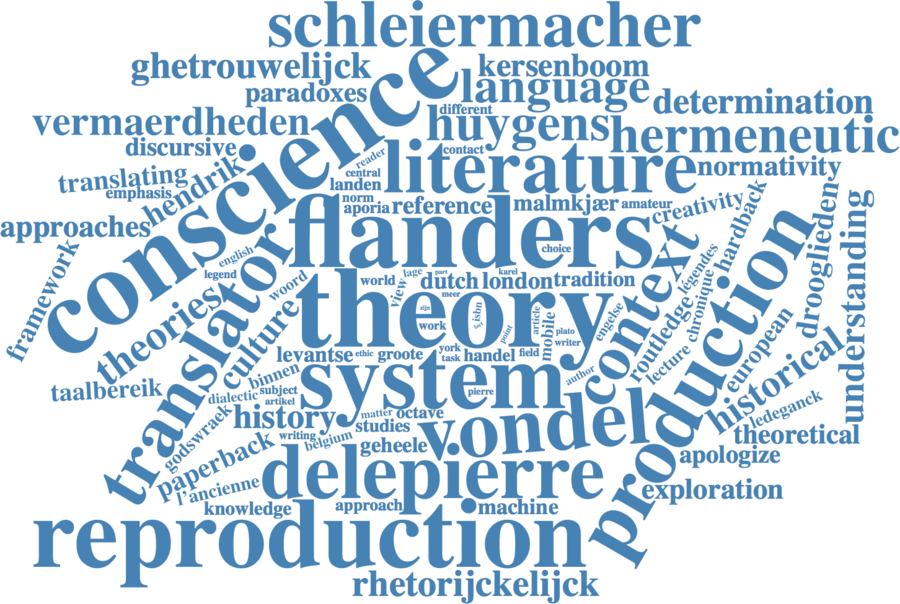 schleiermacher
ghetrouwelijck
kersenboom
paradoxes
language
determination
conscience
different
vermaerdheden
huygens
hermeneutic
discursive
contact
reader
central
literature
normativity
translating
emphasis
hendrik
landen
norm
aporia
reference
malmkjær
amateur
creativity
hardback
approaches
flanders
choice
english
legend
framework
translator
woord
world
view
lage
part
karel
dutch
london
tradition
context
légendes
chronique
drooglieden
understanding
theories
culture
theory
zijn
meer
work
isbn
het
point
article
mobile
plato
writer
engelse
routledge
lecture
production
european
historical
levantse
ethic
groote
york
task
handel
field
author
taalbereik
dialectic
binnen
subject
artikel
system
pierre
ledeganck
godswraek
history
matter
octave
studies
vondel
theoretical
paperback
writing
belgium
geheele
apologize
l'ancienne
delepierre
exploration
knowledge
approach
machine
reproduction
rhetorijckelijck